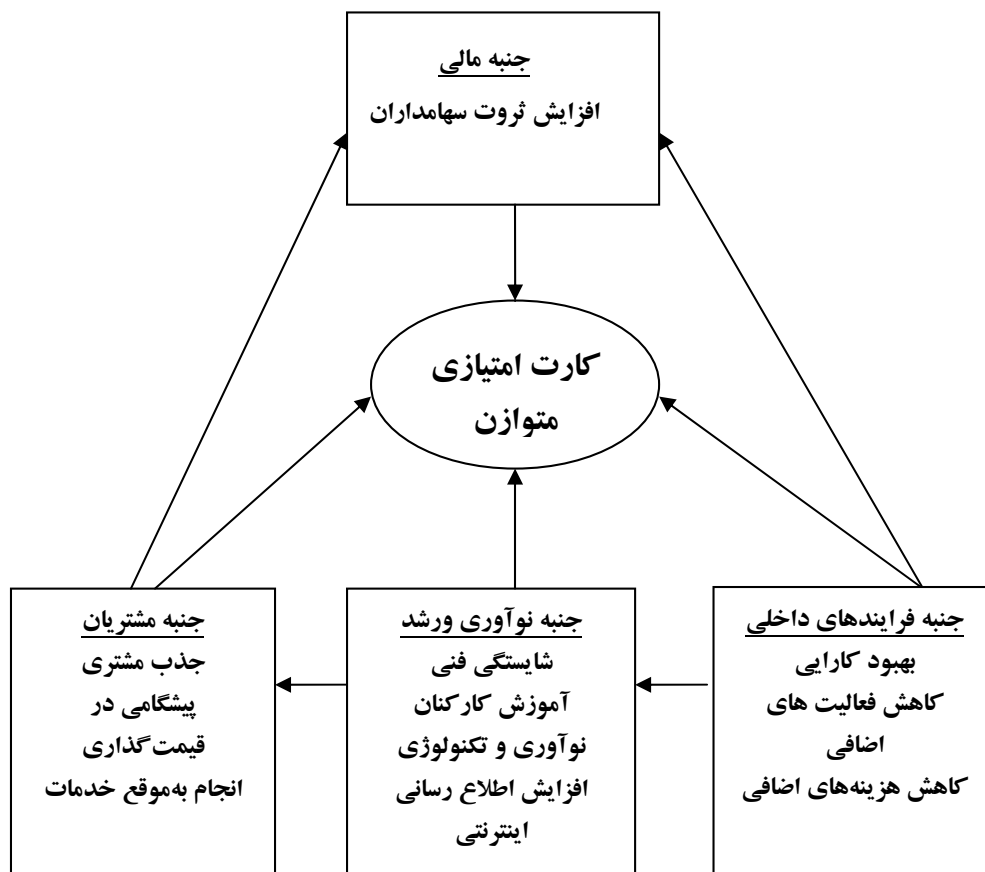 جنبه مالی
افزایش ثروت سهامداران
کارت امتیازی
متوازن
جنبه فرایندهای داخلی
بهبود کارایی
کاهش فعالیت های
اضافی
کاهش هزینه‌های اضافی
جنبه نوآوری ورشد
شایستگی فنی
آموزش کارکنان
نوآوری و تکنولوژی
افزایش اطلاع رسانی
اینترنتی
جنبه مشتریان
جذب مشتری
پیشگامی در
قیمت‌گذاری
انجام به‌موقع خدمات